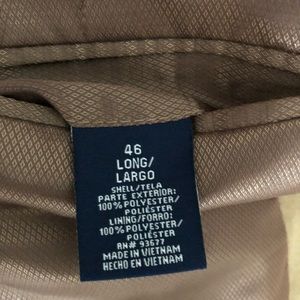 46
LONG/
LARGO
SHELL/TELA
PARTE EXTERIOR:
100% POLYESTER/
POLIÉSTER
LINING/FORRO:
100% POLYESTER/
POLIÉSTER
RN# 93677
MADE IN VIETNAM
HECHO EN VIETNAM